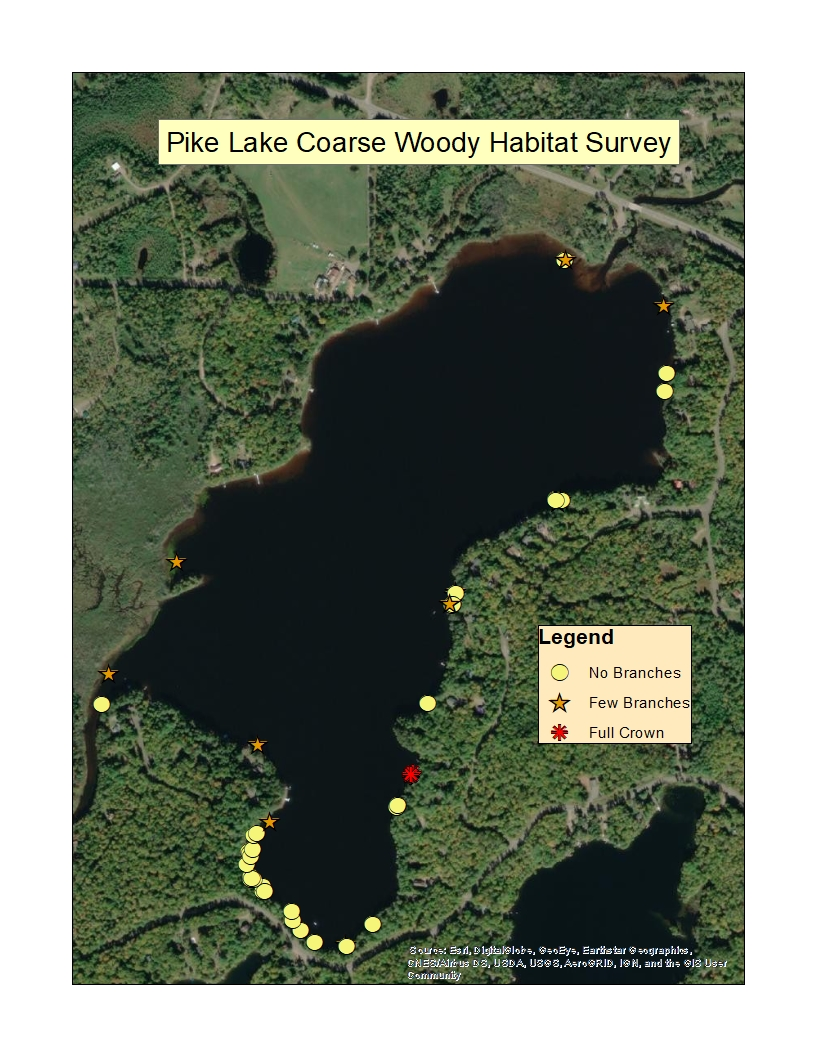 Pike Lake Coarse Woody Habitat Survey
Legend
No Branches
Few Branches
Full Crown
Source: Esri, DigitalGlobe, GeoEye, Earthstar Geographics,
CNES/Airbus DS, USDA, USGS, AeroGRID, IGN, and the GIS User
Community